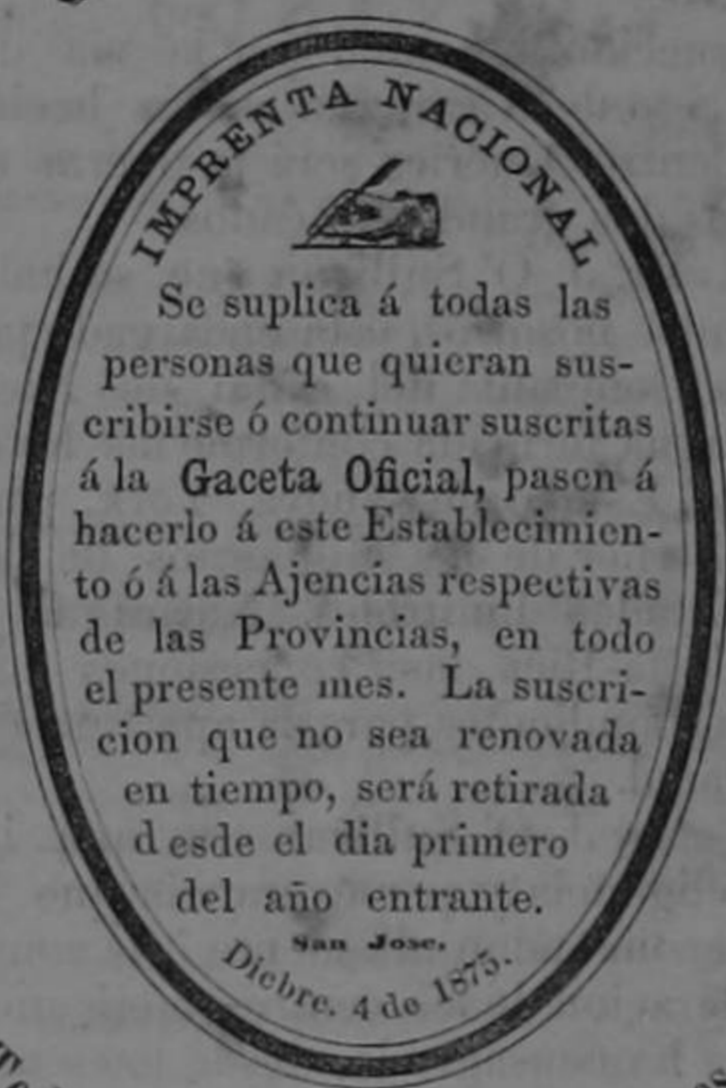 IMPRENTA NACIONAL
Se suplica á todas las
personas que quieran sus-
cribirse ó continuar suscritas
á la Gaceta Oficial, pasen á
hacerlo á este Establecimien-
to ó á las Ajencias respectivas
de las Provincias, en todo
el presente mes. La suscri-
cion que no sea renovada
en tiempo, será retirada
desde el dia primero
del año entrante.
San Jose.
Dicbre. 4 de 1875.